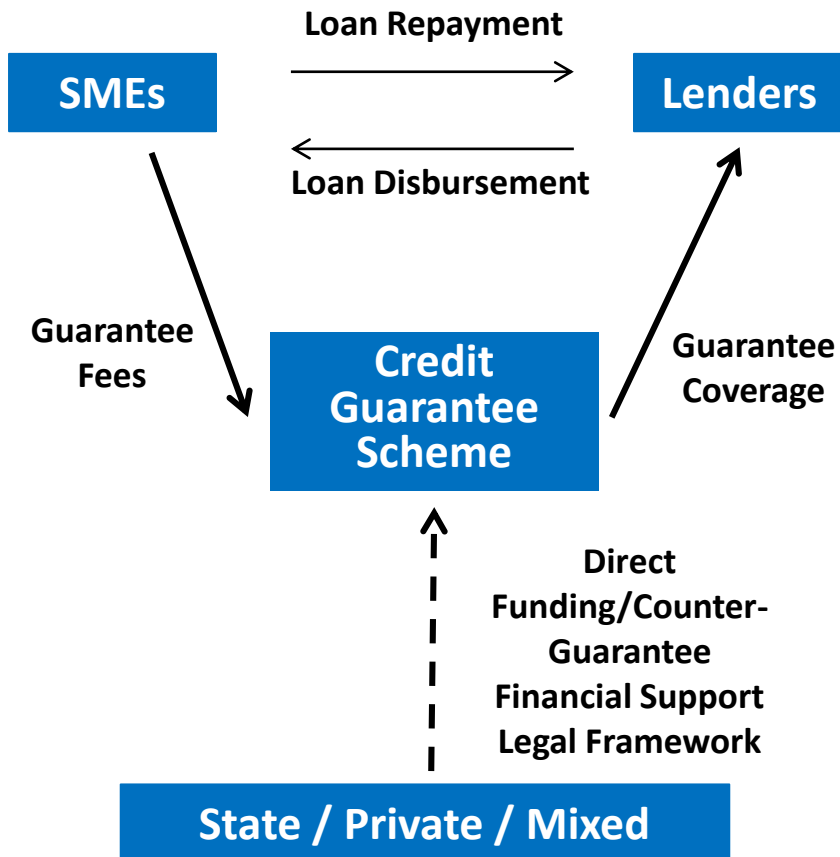 Loan Repayment
SMEs
Lenders
Loan Disbursement
Guarantee
Fees
Credit
Guarantee
Scheme
Guarantee
Coverage
Direct
Funding/Counter-
Guarantee
Financial Support
Legal Framework
State / Private / Mixed